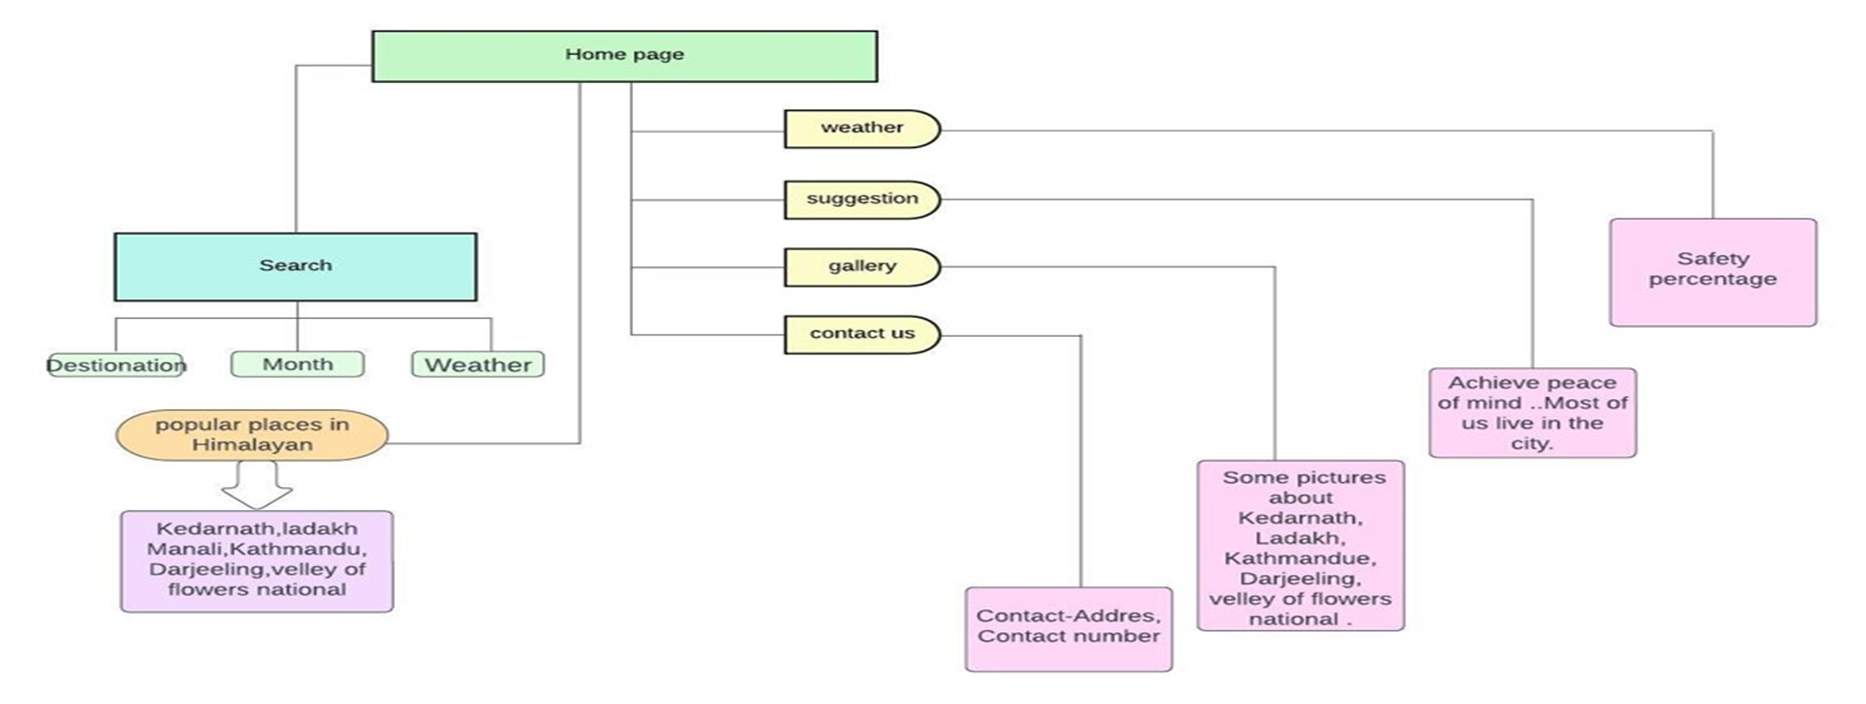 Home page
weather
suggestion
gallery
contact us
Search
Destionation
Month
Weather
popular places in
Himalayan
Kedarnath,ladakh
Manali,Kathmandu,
Darjeeling,velley of
flowers national
Safety
percentage
Achieve peace
of mind ..Most of
us live in the
city.
Some pictures
about
Kedarnath,
Ladakh,
Kathmandue,
Darjeeling,
velley of flowers
national .
Contact-Addres,
Contact number